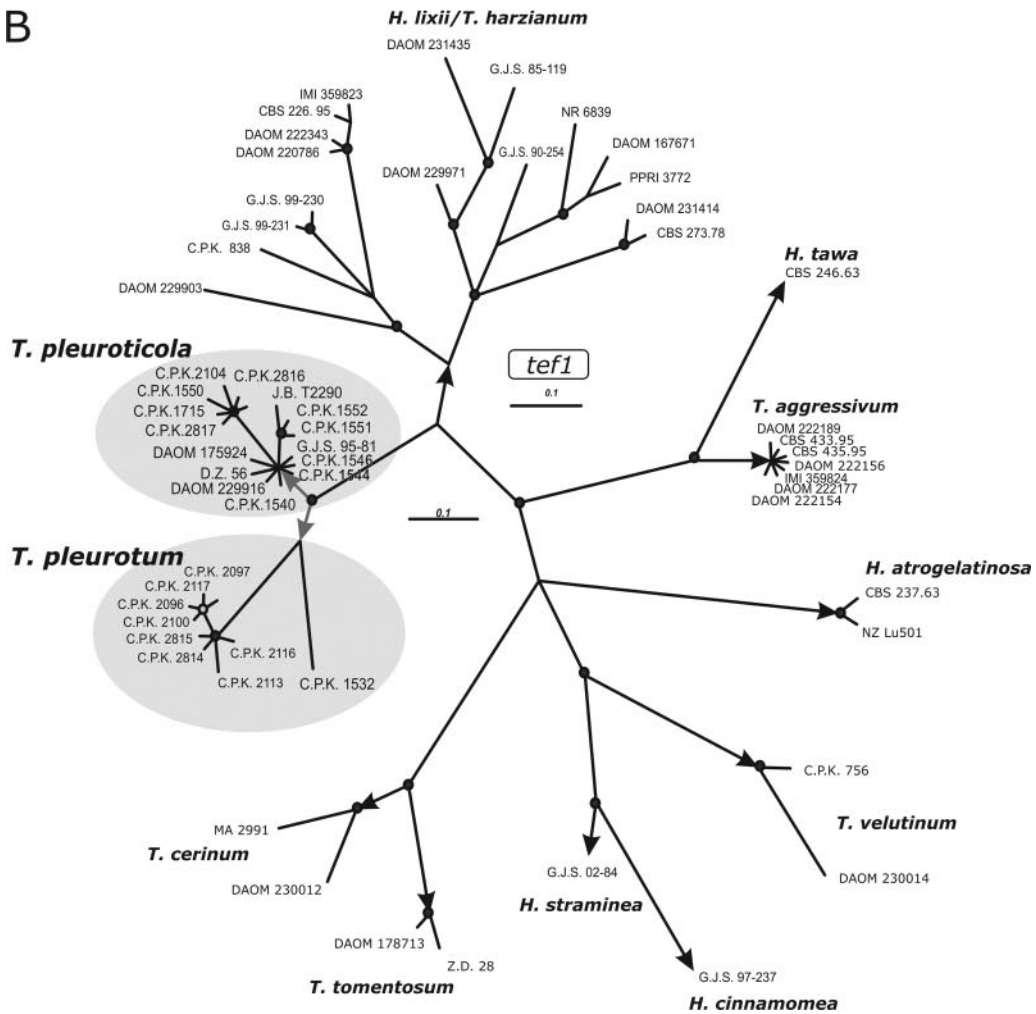 B
H. lixii/T. harzianum
DAOM 231435
G.J.S. 85-119
IMI 359823
CBS 226. 95
NR 6839
DAOM 222343
DAOM 220786
G.J.S. 90-254
DAOM 167671
DAOM 229971
PPRI 3772
G.J.S. 99-230
DAOM 231414
G.J.S. 99-231
CBS 273.78
C.P.K. 838
H. tawa
CBS 246.63
DAOM 229903
T. pleuroticola
tef1
0.1
C.P.K.2104
C.P.K.2816
C.P.K.1550
J.B. T2290
C.P.K.1715
C.P.K.1552
C.P.K.2817
C.P.K.1551
DAOM 175924
G.J.S. 95-81
D.Z. 56
C.P.K.1546
C.P.K.1544
DAOM 229916
C.P.K.1540
T. aggressivum
DAOM 222189
CBS 433.95
CBS 435.95
DAOM 222156
IMI 359824
DAOM 222177
DAOM 222154
0.1
T. pleurotum
C.P.K. 2097
C.P.K. 2117
C.P.K. 2096
C.P.K. 2100
C.P.K. 2815
C.P.K. 2116
C.P.K. 2814
C.P.K. 2113
C.P.K. 1532
H. atrogelatinosa
CBS 237.63
NZ Lu501
C.P.K. 756
T. velutinum
DAOM 230014
MA 2991
T. cerinum
DAOM 230012
G.J.S. 02-84
H. straminea
DAOM 178713
Z.D. 28
T. tomentosum
G.J.S. 97-237
H. cinnamomea